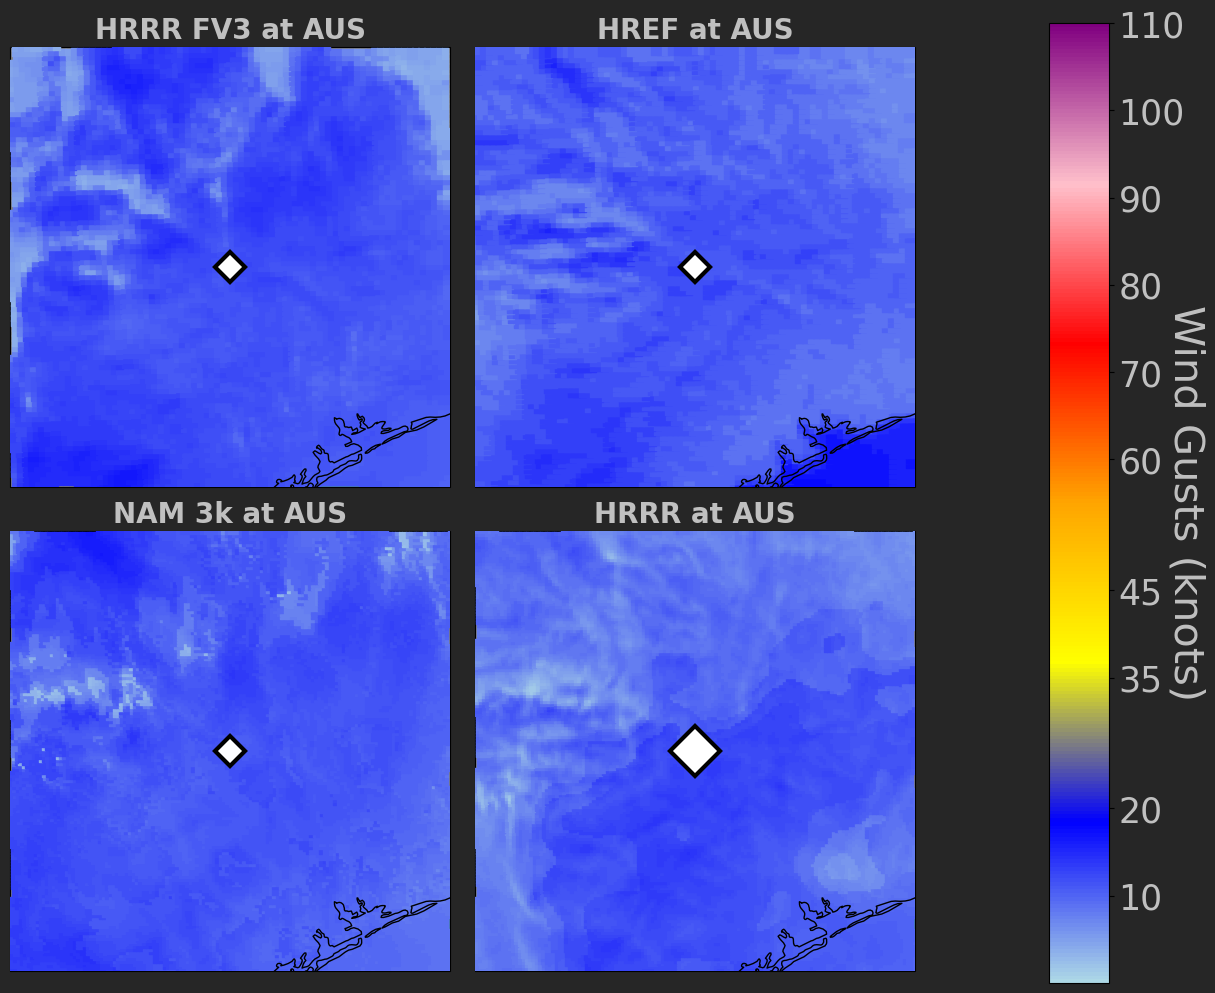 HRRR FV3 at AUS
HREF at AUS
NAM 3k at AUS
HRRR at AUS
110
100
90
80
70
60
45
35
20
10
Wind Gusts (knots)